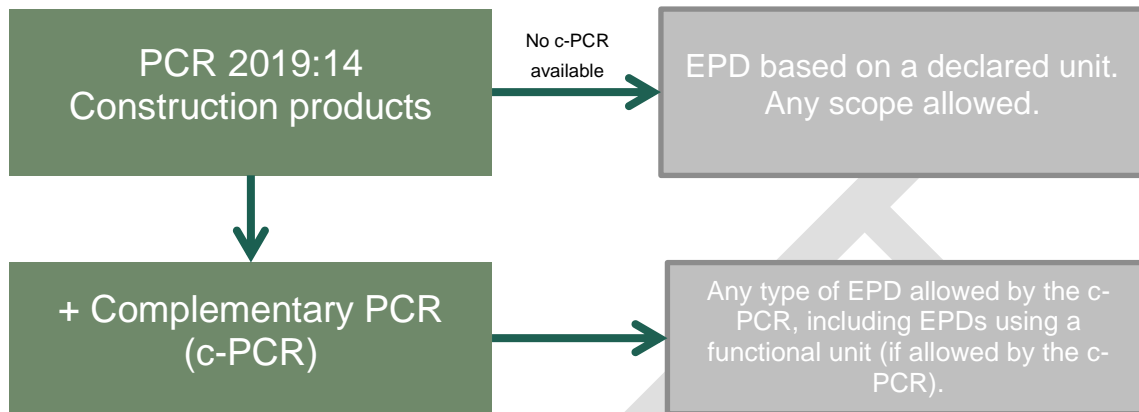 PCR 2019:14
Construction products
No c-PCR
available
EPD based on a declared unit.
Any scope allowed.
+ Complementary PCR
(c-PCR)
Any type of EPD allowed by the c-
PCR, including EPDs using a
functional unit (if allowed by the c-
PCR).